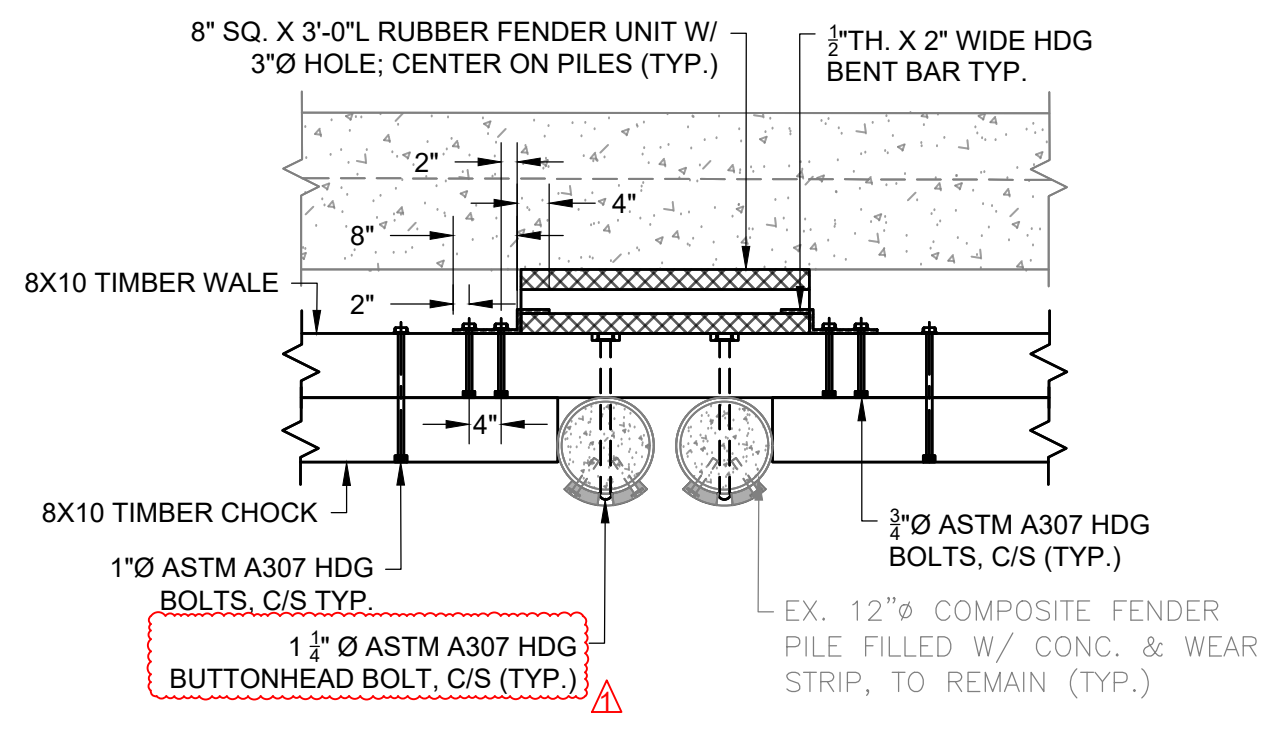 8" SQ. X 3'-0"L RUBBER FENDER UNIT W/
3"Ø HOLE; CENTER ON PILES (TYP.)
1/2"TH. X 2" WIDE HDG
BENT BAR TYP.
2"
4"
8"
8X10 TIMBER WALE
2"
4"
8X10 TIMBER CHOCK
3/4"Ø ASTM A307 HDG
BOLTS, C/S (TYP.)
1"Ø ASTM A307 HDG
BOLTS, C/S TYP.
EX. 12"ø COMPOSITE FENDER
PILE FILLED W/ CONC. & WEAR
STRIP, TO REMAIN (TYP.)
1 1/4" Ø ASTM A307 HDG
BUTTONHEAD BOLT, C/S (TYP.)
1